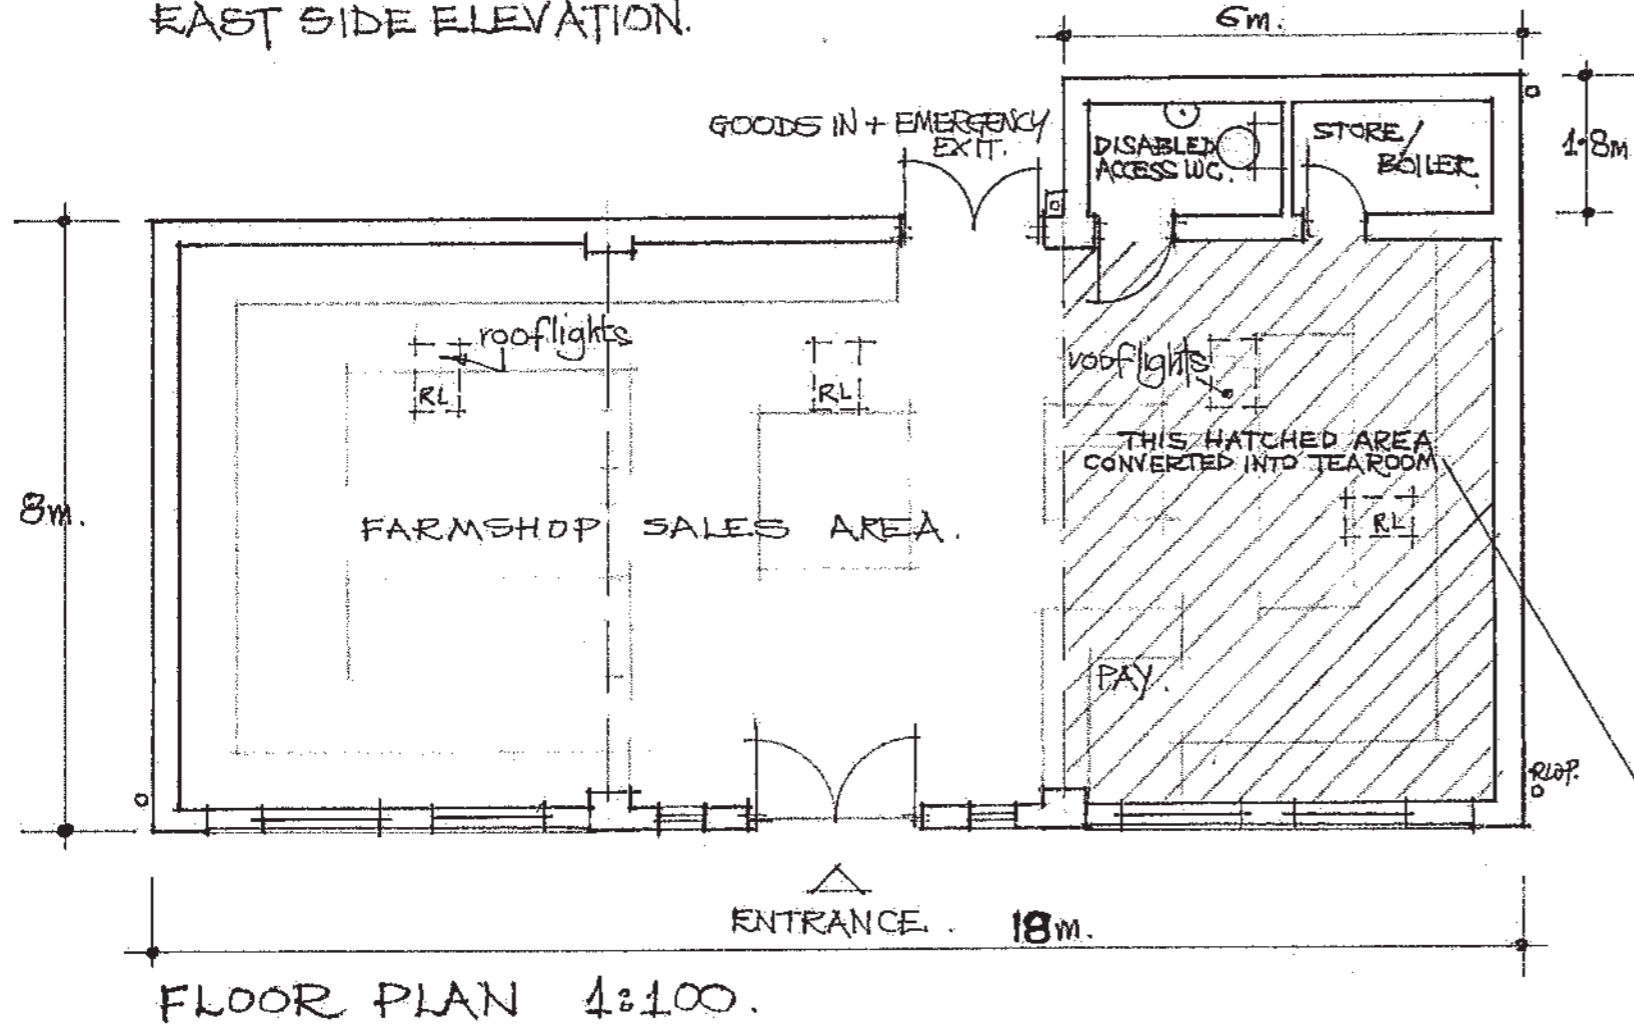 EAST SIDE ELEVATION.
6m.
GOODS IN + EMERGENCY
EXIT.
DISABLED
ACCESS WC.
STORE/
BOILER.
1.8m
rooflights
RL
RL
rooflights
THIS HATCHED AREA
CONVERTED INTO TEAROOM
8m.
FARMSHOP SALES AREA.
RL
PAY.
RWP.
ENTRANCE.
18m.
FLOOR PLAN 1:100.